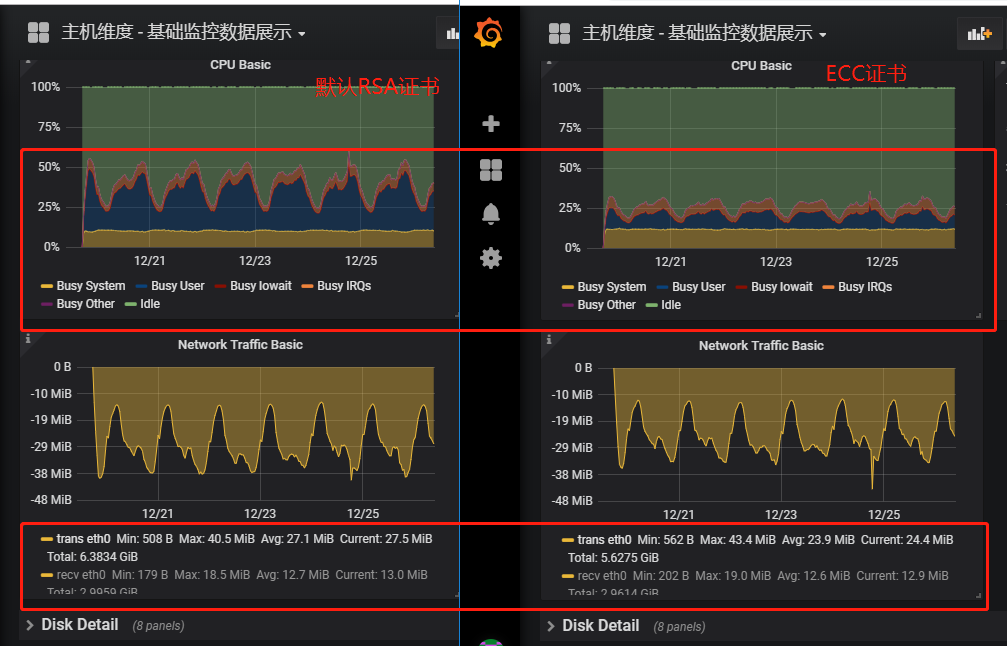 主机维度 - 基础监控数据展示
CPU Basic
默认RSA证书
100%
75%
50%
25%
0%
12/21 12/23 12/25
Busy System Busy User Busy Iowait Busy IRQs
Busy Other Idle
Network Traffic Basic
0 B
-10 MiB
-19 MiB
-29 MiB
-38 MiB
-48 MiB
12/21 12/23 12/25
trans eth0 Min: 508 B Max: 40.5 MiB Avg: 27.1 MiB Current: 27.5 MiB
Total: 6.3834 GiB
recv eth0 Min: 179 B Max: 18.5 MiB Avg: 12.7 MiB Current: 13.0 MiB
Total: 2.9959 GiB
Disk Detail (8 panels)
主机维度 - 基础监控数据展示
CPU Basic
ECC证书
100%
75%
50%
25%
0%
12/21 12/23 12/25
Busy System Busy User Busy Iowait Busy IRQs
Busy Other Idle
Network Traffic Basic
0 B
-10 MiB
-19 MiB
-29 MiB
-38 MiB
-48 MiB
12/21 12/23 12/25
trans eth0 Min: 562 B Max: 43.4 MiB Avg: 23.9 MiB Current: 24.4 MiB
Total: 5.6275 GiB
recv eth0 Min: 202 B Max: 19.0 MiB Avg: 12.6 MiB Current: 12.9 MiB
Total: 2.9614 GiB
Disk Detail (8 panels)